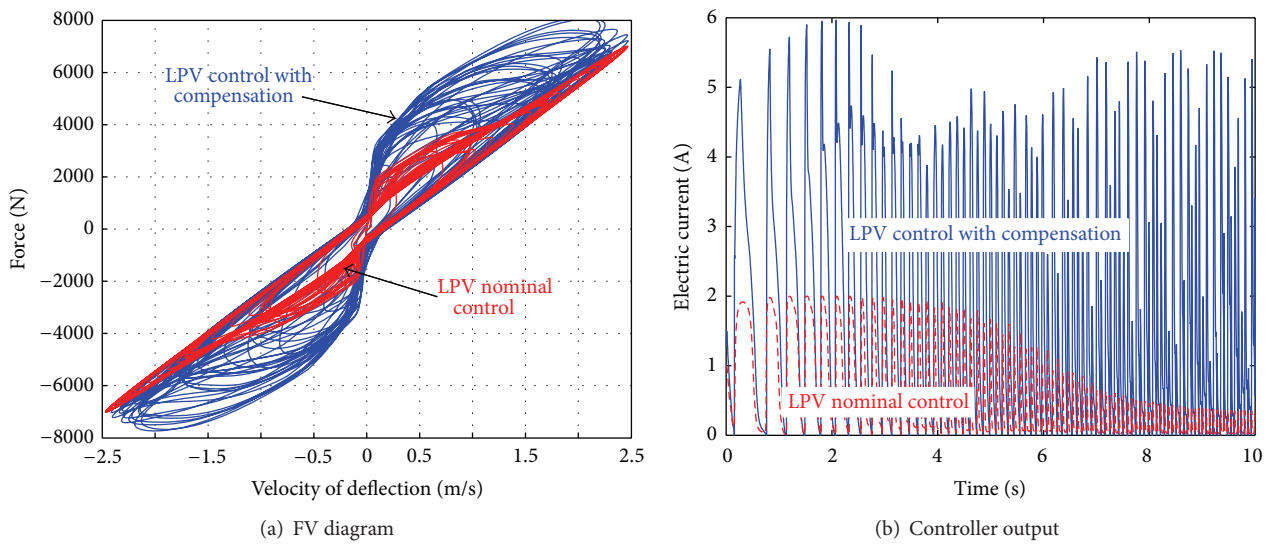 8000
6000
4000
2000
0
−2000
−4000
−6000
−8000
Force (N)
−2.5
−1.5
−0.5
0
0.5
1.5
2.5
Velocity of deflection (m/s)
LPV control with
compensation
LPV nominal
control
(a) FV diagram
6
5
4
3
2
1
0
Electric current (A)
0
2
4
6
8
10
Time (s)
LPV control with compensation
LPV nominal control
(b) Controller output